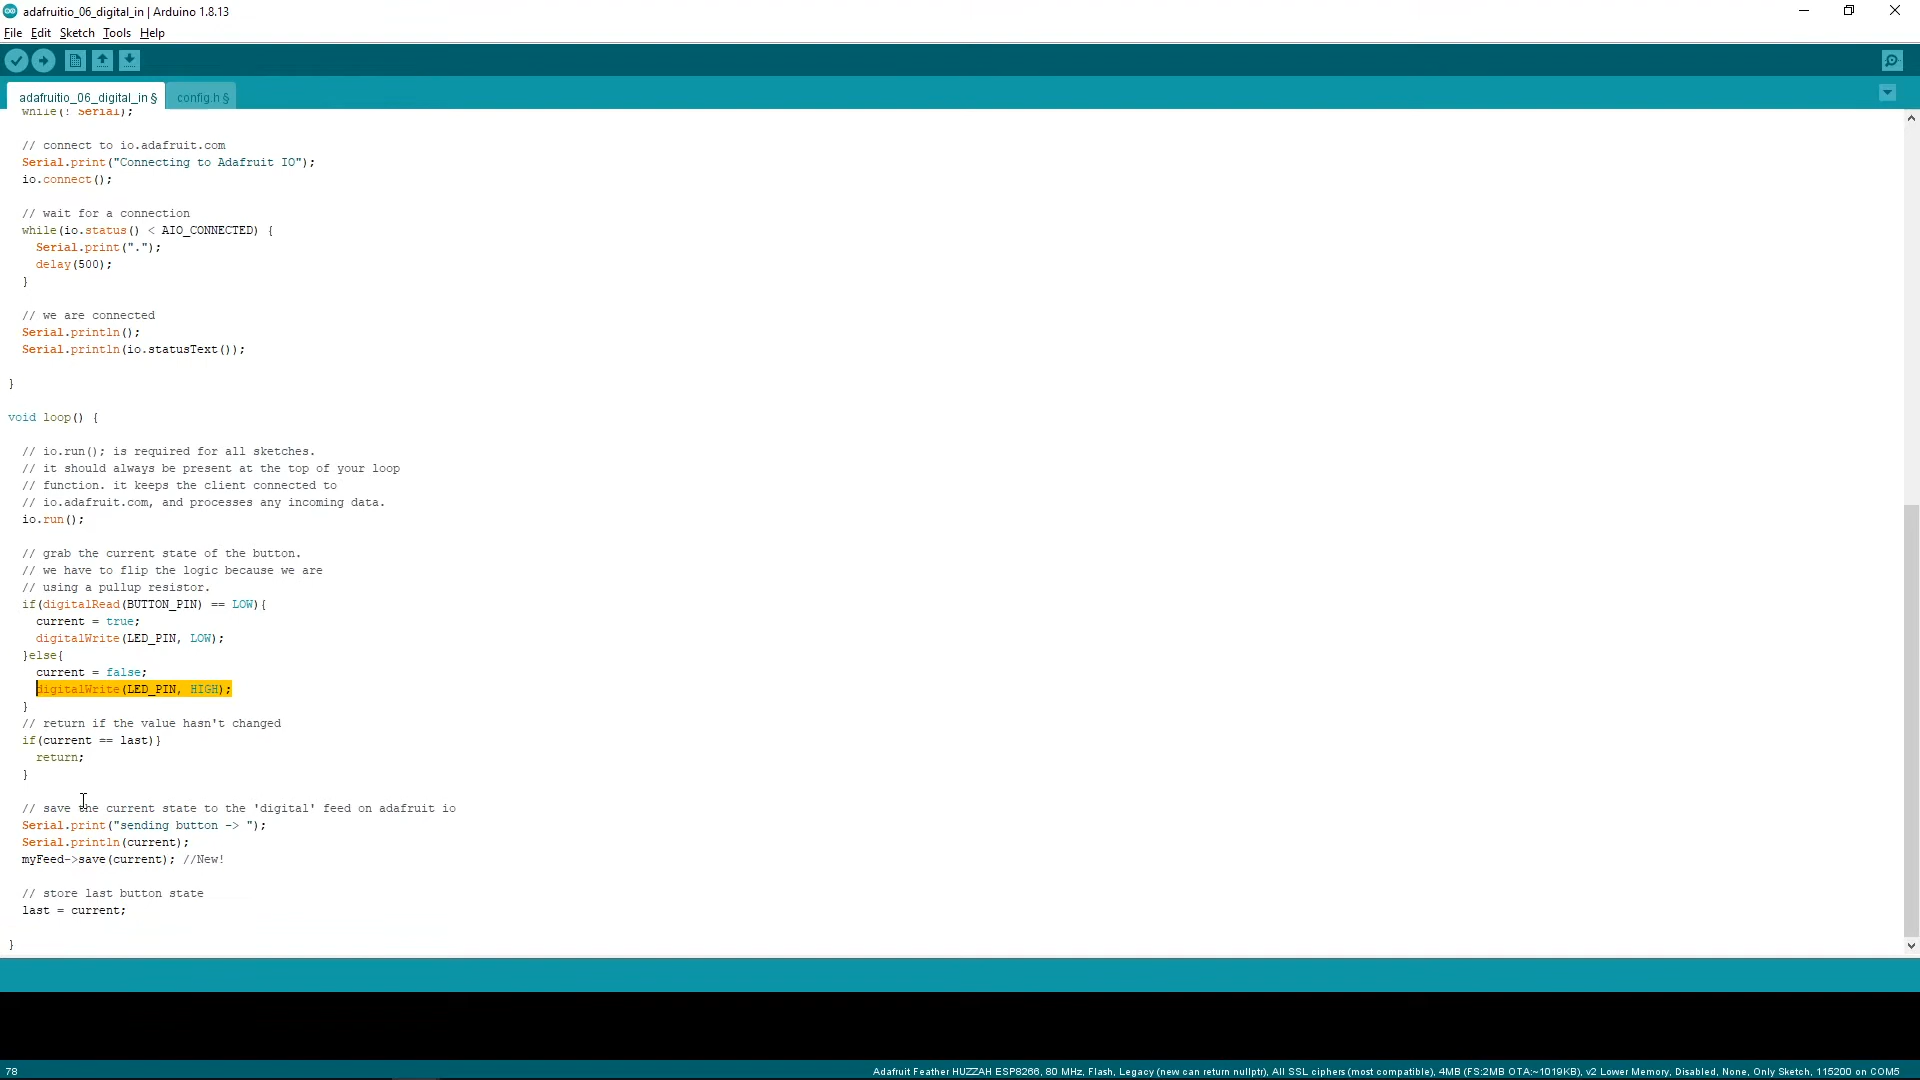 adafruitio_06_digital_in | Arduino 1.8.13
File Edit Sketch Tools Help
adafruitio_06_digital_in § config.h §
while(! Serial);
// connect to io.adafruit.com
Serial.print("Connecting to Adafruit IO");
io.connect();
// wait for a connection
while(io.status() < AIO_CONNECTED) {
Serial.print(".");
delay(500);
}
// we are connected
Serial.println();
Serial.println(io.statusText());
}
void loop() {
// io.run(); is required for all sketches.
// it should always be present at the top of your loop
// function. it keeps the client connected to
// io.adafruit.com, and processes any incoming data.
io.run();
// grab the current state of the button.
// we have to flip the logic because we are
// using a pullup resistor.
if(digitalRead(BUTTON_PIN) == LOW){
current = true;
digitalWrite(LED_PIN, LOW);
}else{
current = false;
digitalWrite(LED_PIN, HIGH);
}
// return if the value hasn't changed
if(current == last)}
return;
}
// save the current state to the 'digital' feed on adafruit io
Serial.print("sending button -> ");
Serial.println(current);
myFeed->save(current); //New!
// store last button state
last = current;
}
78 Adafruit Feather HUZZAH ESP8266, 80 MHz, Flash, Legacy (new can return nullptr), All SSL ciphers (most compatible), 4MB (FS:2MB OTA:~1019KB), v2 Lower Memory, Disabled, None, Only Sketch, 115200 on COM5